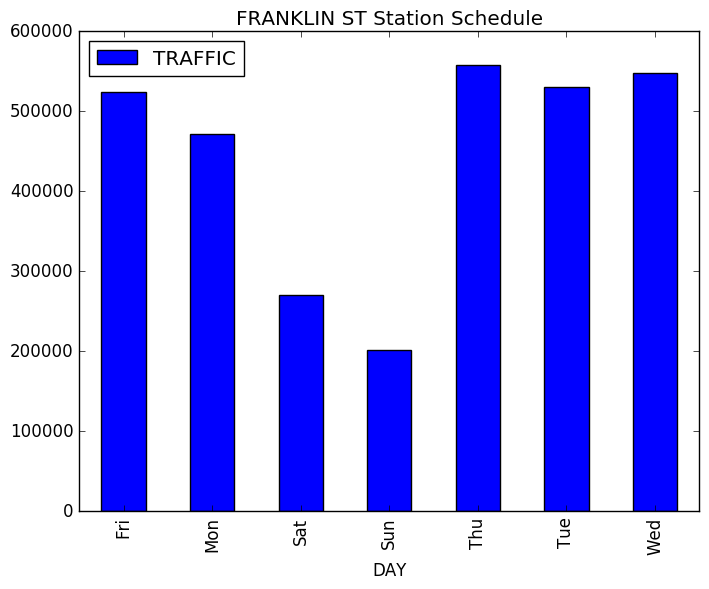 FRANKLIN ST Station Schedule
TRAFFIC
600000
500000
400000
300000
200000
100000
0
Fri
Mon
Sat
Sun
Thu
Tue
Wed
DAY